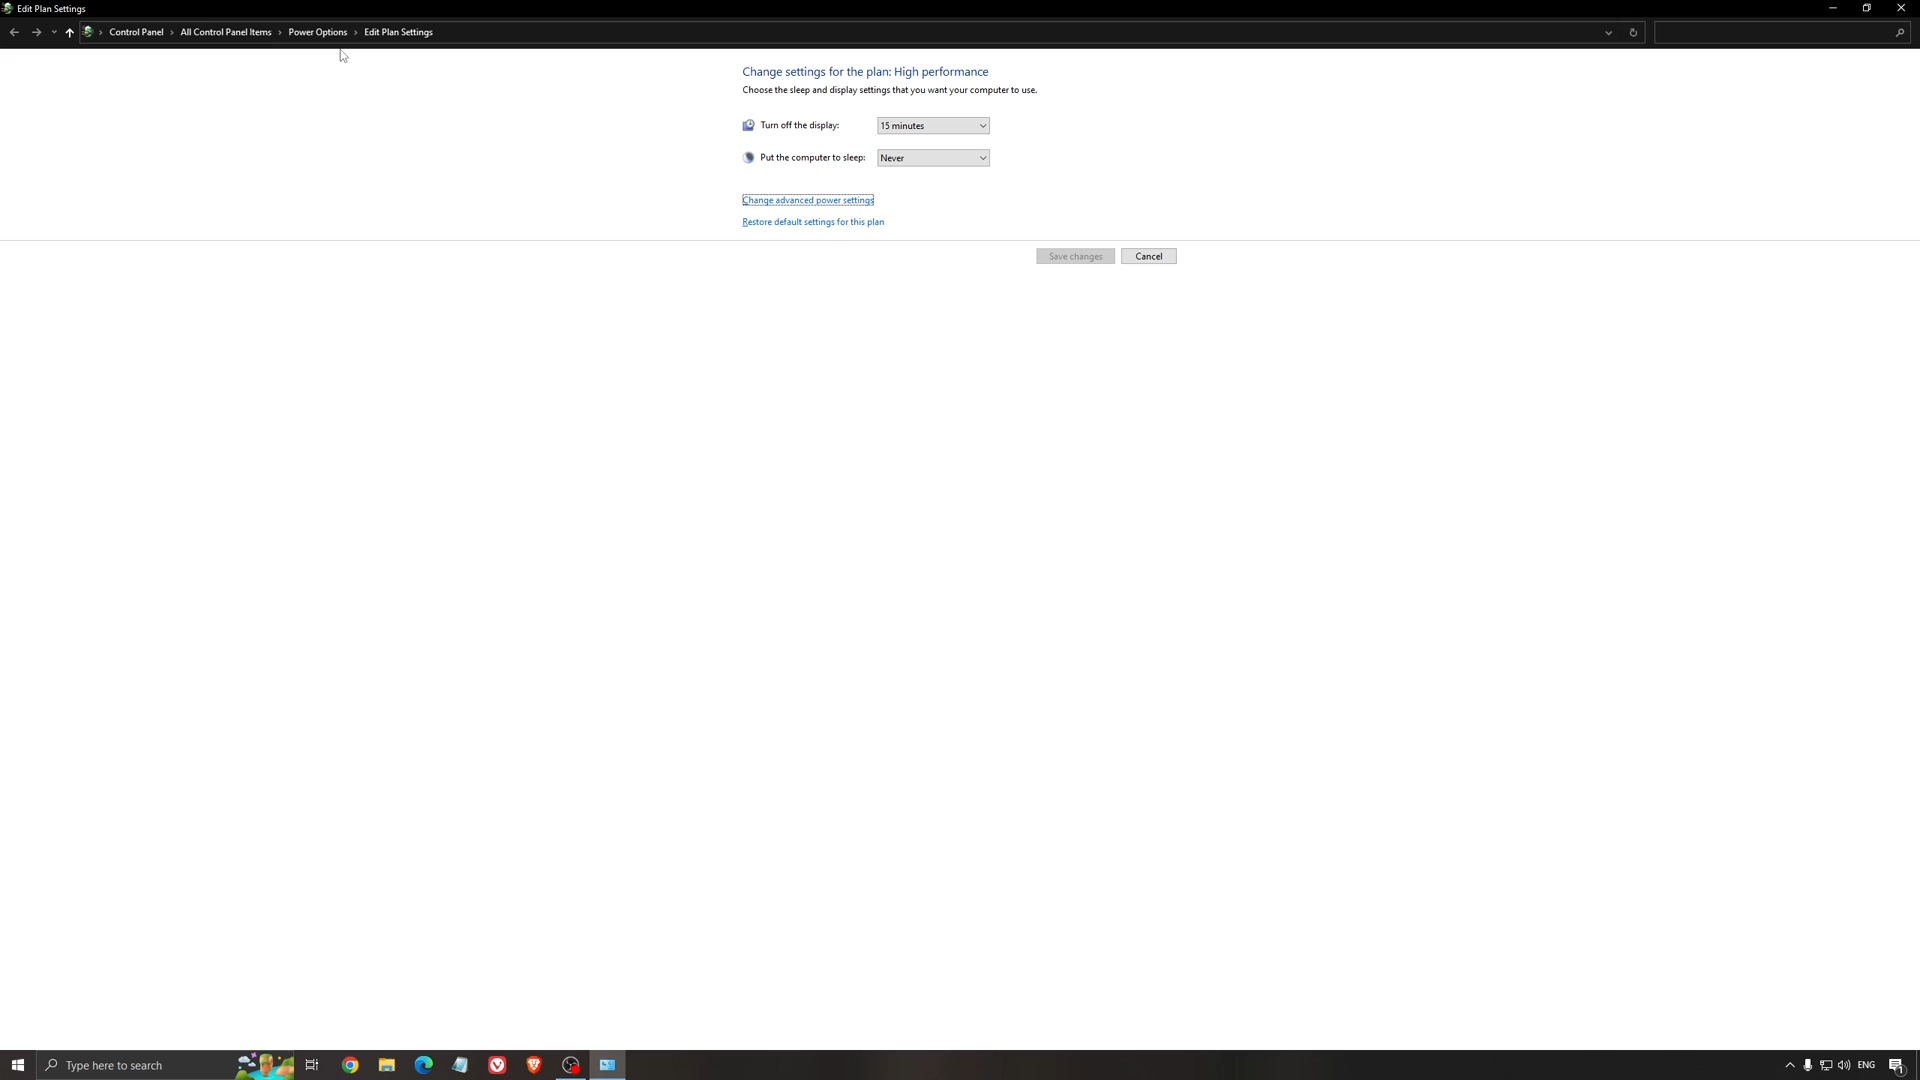 Edit Plan Settings
Control Panel > All Control Panel Items > Power Options > Edit Plan Settings
Change settings for the plan: High performance
Choose the sleep and display settings that you want your computer to use.
Turn off the display: 15 minutes
Put the computer to sleep: Never
Change advanced power settings
Restore default settings for this plan
Save changes Cancel
Type here to search
ENG
1